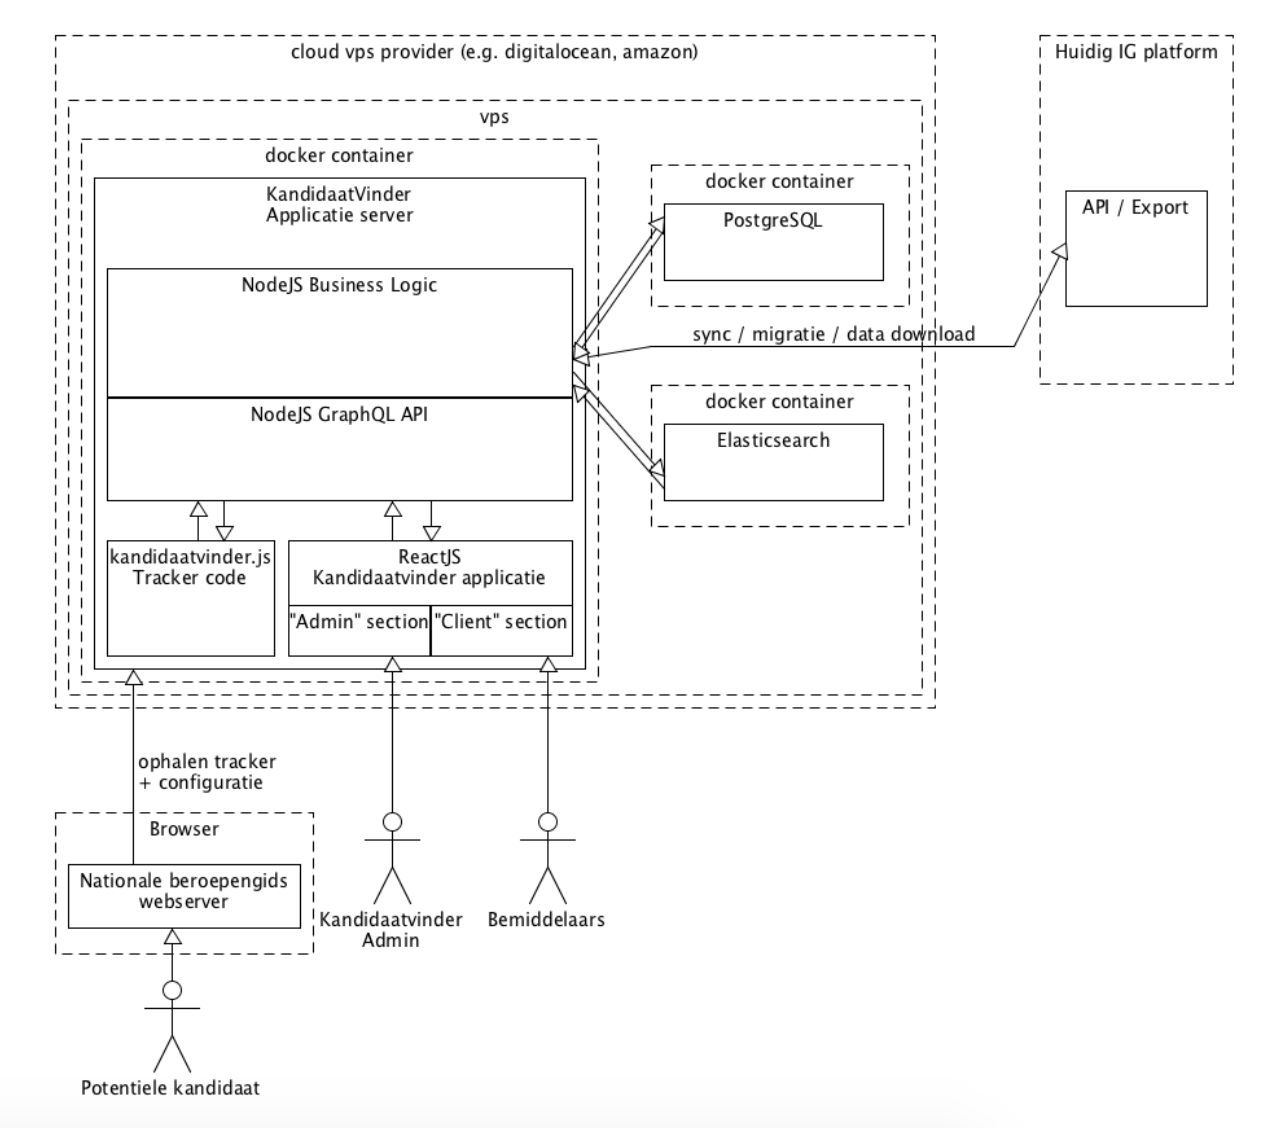 cloud vps provider (e.g. digitalocean, amazon)
Huidig IG platform
vps
docker container
KandidaatVinder
Applicatie server
docker container
PostgreSQL
API / Export
NodeJS Business Logic
sync / migratie / data download
docker container
Elasticsearch
NodeJS GraphQL API
kandidaatvinder.js
Tracker code
ReactJS
Kandidaatvinder applicatie
"Admin" section
"Client" section
ophalen tracker
+ configuratie
Browser
Nationale beroepengids
webserver
Kandidaatvinder
Admin
Bemiddelaars
Potentiele kandidaat